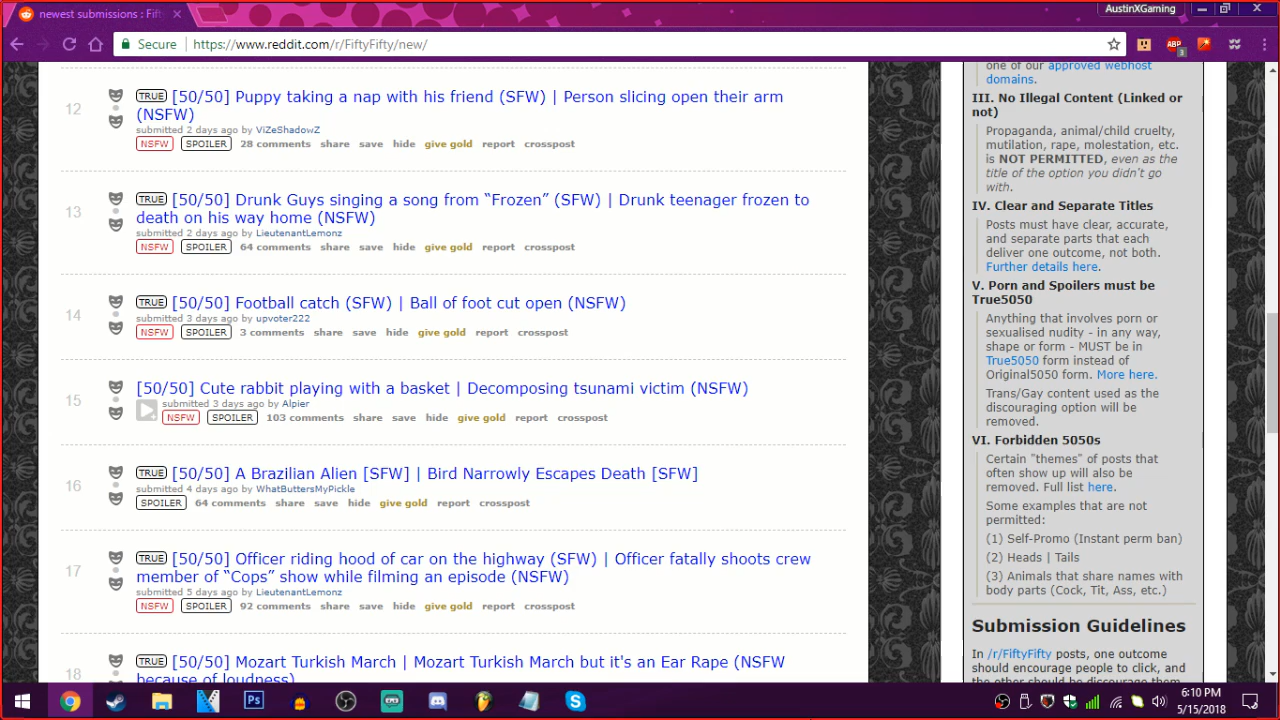 newest submissions : Fif
AustinXGaming
Secure
https://www.reddit.com/r/FiftyFifty/new/
ABP
3
12
TRUE [50/50] Puppy taking a nap with his friend (SFW) | Person slicing open their arm
(NSFW)
submitted 2 days ago by ViZeShadowZ
NSFW SPOILER 28 comments share save hide give gold report crosspost
13
TRUE [50/50] Drunk Guys singing a song from “Frozen” (SFW) | Drunk teenager frozen to
death on his way home (NSFW)
submitted 2 days ago by LieutenantLemonz
NSFW SPOILER 64 comments share save hide give gold report crosspost
14
TRUE [50/50] Football catch (SFW) | Ball of foot cut open (NSFW)
submitted 3 days ago by upvoter222
NSFW SPOILER 3 comments share save hide give gold report crosspost
15
[50/50] Cute rabbit playing with a basket | Decomposing tsunami victim (NSFW)
submitted 3 days ago by Alpier
NSFW SPOILER 103 comments share save hide give gold report crosspost
16
TRUE [50/50] A Brazilian Alien [SFW] | Bird Narrowly Escapes Death [SFW]
submitted 4 days ago by WhatButtersMyPickle
SPOILER 64 comments share save hide give gold report crosspost
17
TRUE [50/50] Officer riding hood of car on the highway (SFW) | Officer fatally shoots crew
member of “Cops” show while filming an episode (NSFW)
submitted 5 days ago by LieutenantLemonz
NSFW SPOILER 92 comments share save hide give gold report crosspost
18
TRUE [50/50] Mozart Turkish March | Mozart Turkish March but it's an Ear Rape (NSFW
because of loudness)
one of our approved webhost
domains.
III. No Illegal Content (Linked or
not)
Propaganda, animal/child cruelty,
mutilation, rape, molestation, etc.
is NOT PERMITTED, even as the
title of the option you didn't go
with.
IV. Clear and Separate Titles
Posts must have clear, accurate,
and separate parts that each
deliver one outcome, not both.
Further details here.
V. Porn and Spoilers must be
True5050
Anything that involves porn or
sexualised nudity - in any way,
shape or form - MUST be in
True5050 form instead of
Original5050 form. More here.
Trans/Gay content used as the
discouraging option will be
removed.
VI. Forbidden 5050s
Certain "themes" of posts that
often show up will also be
removed. Full list here.
Some examples that are not
permitted:
(1) Self-Promo (Instant perm ban)
(2) Heads | Tails
(3) Animals that share names with
body parts (Cock, Tit, Ass, etc.)
Submission Guidelines
In /r/FiftyFifty posts, one outcome
should encourage people to click, and
the other should be discouraged them
Ps
6:10 PM
5/15/2018